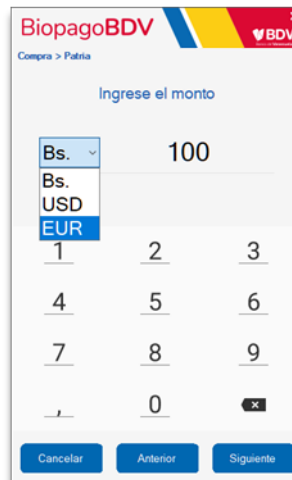 BiopagoBDV
BDV
Compra > Patria
Ingrese el monto
Bs. 100
Bs.
USD
EUR
1 2 3
4 5 6
7 8 9
, 0 x
Cancelar Anterior Siguiente